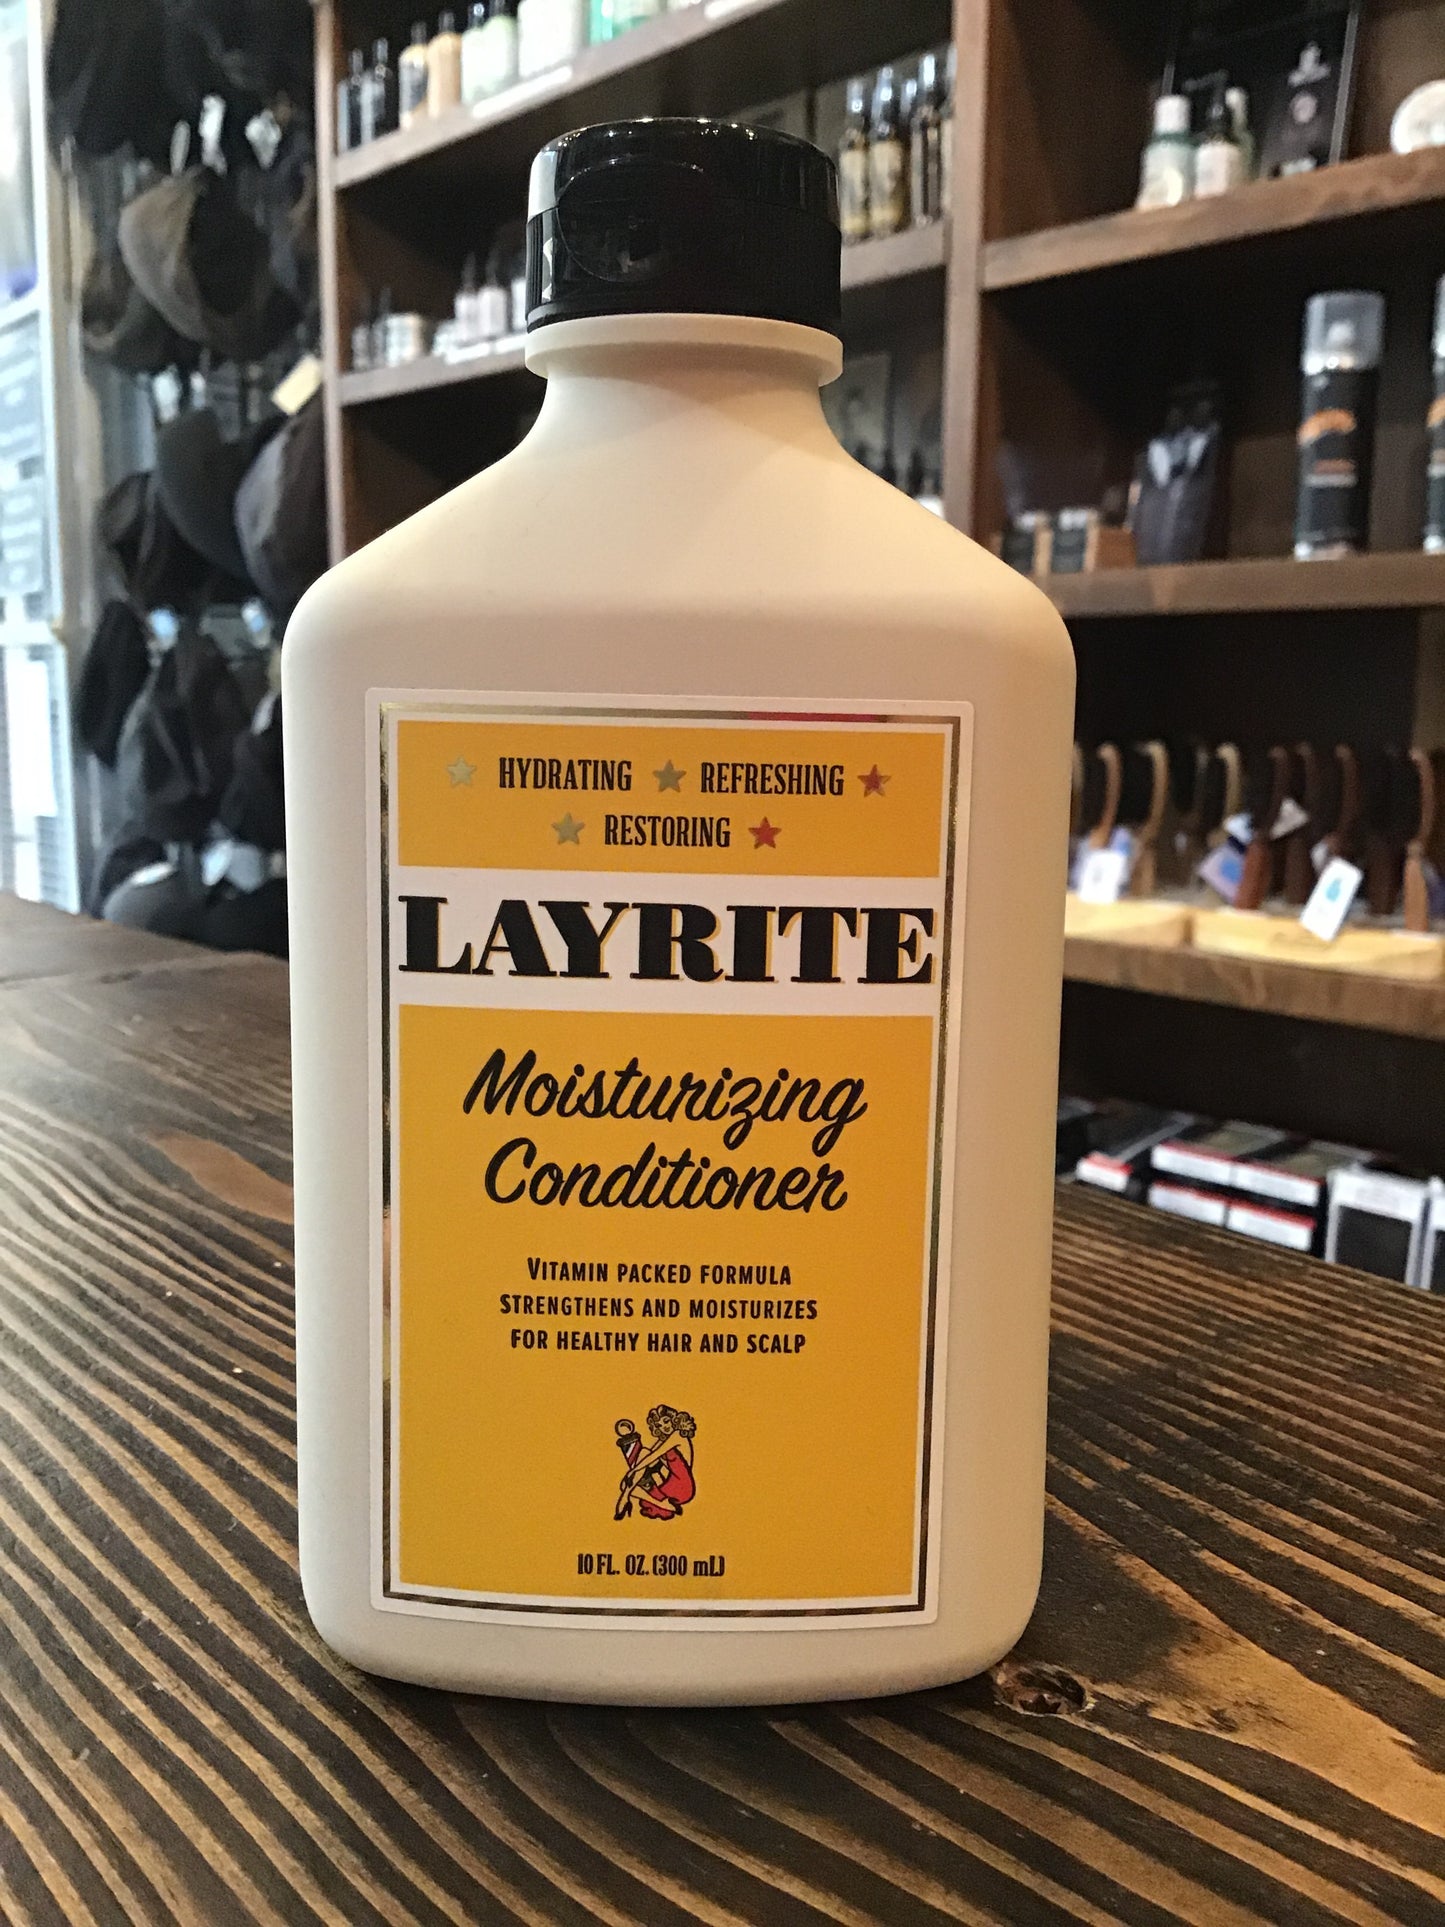 HYDRATING REFRESHING
RESTORING
LAYRITE
Moisturizing
Conditioner
VITAMIN PACKED FORMULA
STRENGTHENS AND MOISTURIZES
FOR HEALTHY HAIR AND SCALP
10 FL. OZ. (300 mL)